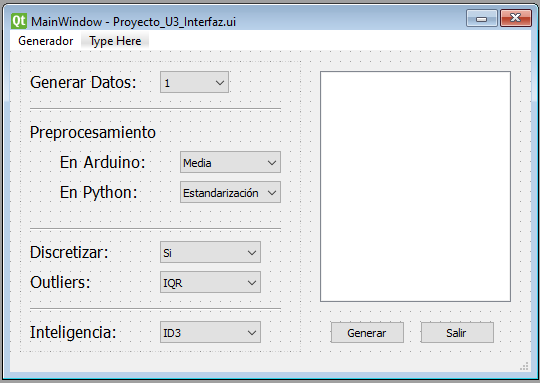 Qt MainWindow - Proyecto_U3_Interfaz.ui
Generador Type Here
Generar Datos: 1
Preprocesamiento
En Arduino: Media
En Python: Estandarización
Discretizar: Si
Outliers: IQR
Inteligencia: ID3
Generar Salir